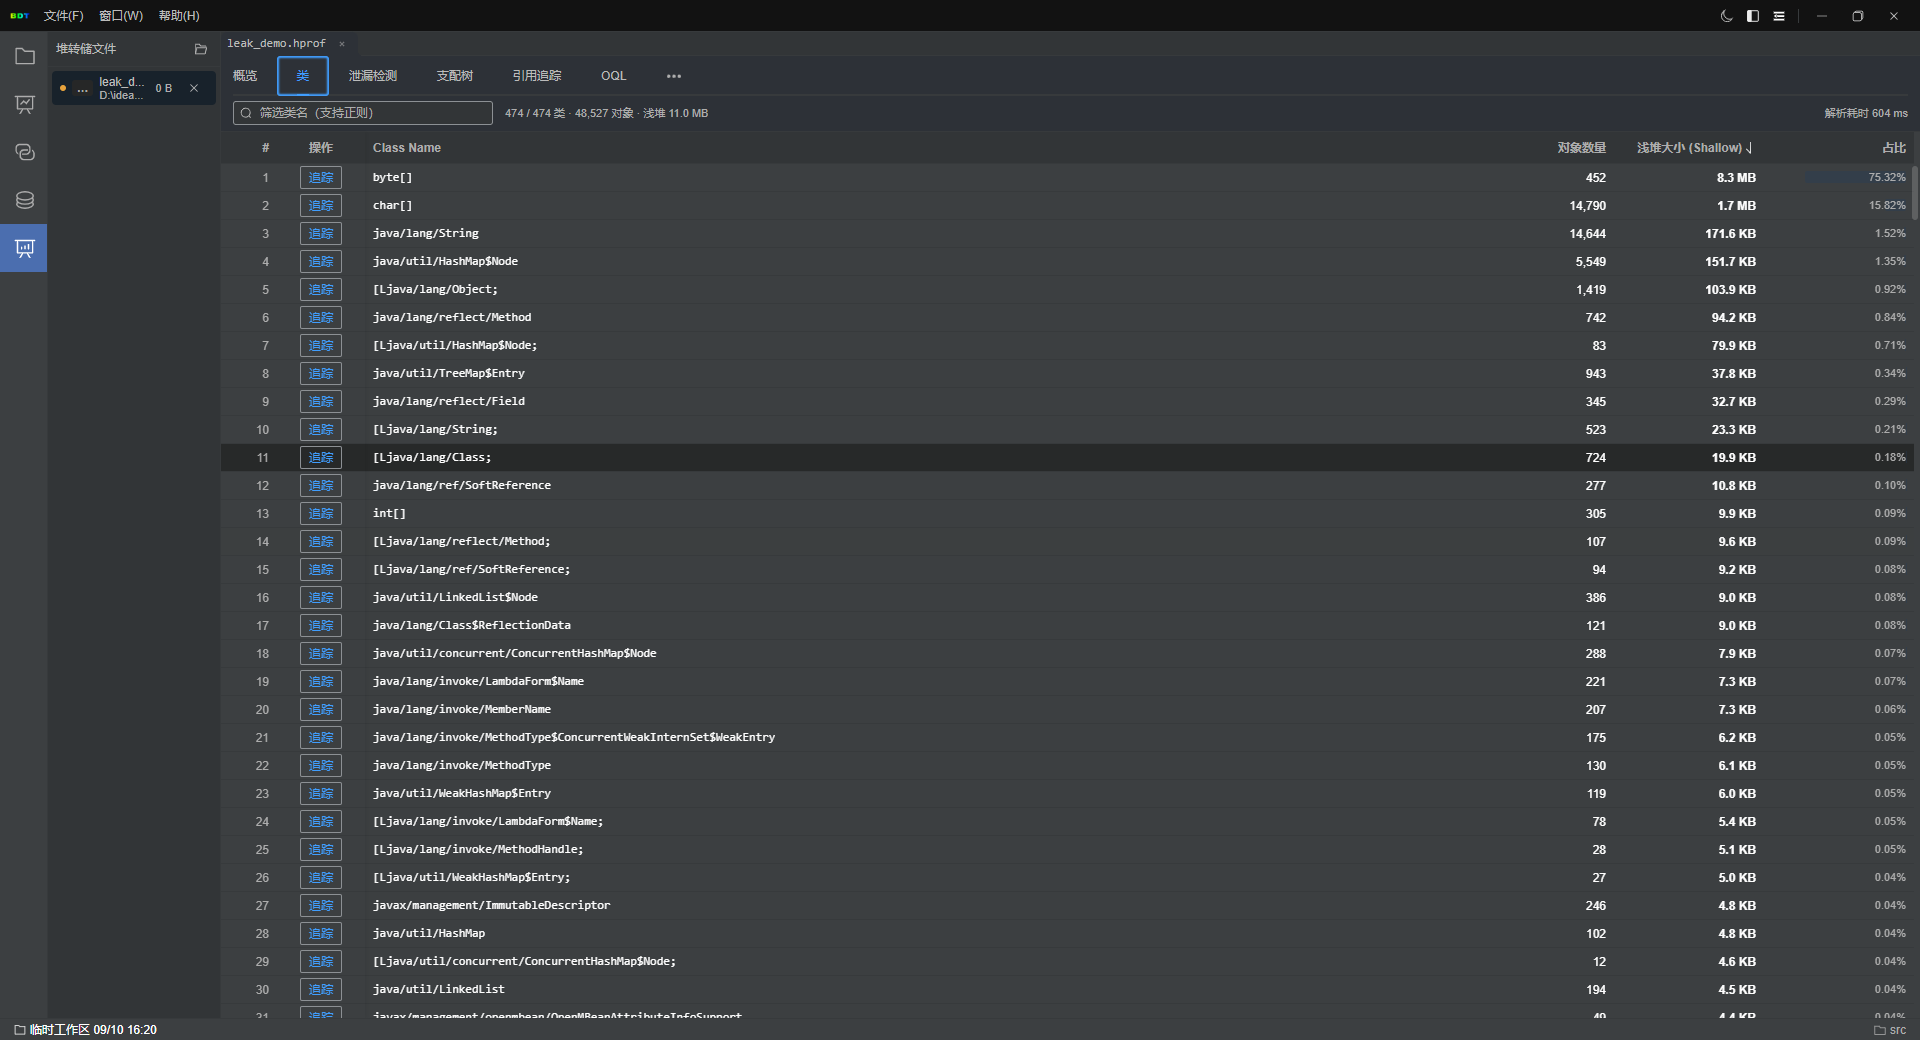 BDT 文件(F) 窗口(W) 帮助(H)
堆转储文件
leak_d... 0 B
D:\idea...
leak_demo.hprof
概览 类 泄漏检测 支配树 引用追踪 OQL
筛选类名（支持正则） 474 / 474 类 · 48,527 对象 · 浅堆 11.0 MB 解析耗时 604 ms
# 操作 Class Name 对象数量 浅堆大小 (Shallow) 占比
1 追踪 byte[] 452 8.3 MB 75.32%
2 追踪 char[] 14,790 1.7 MB 15.82%
3 追踪 java/lang/String 14,644 171.6 KB 1.52%
4 追踪 java/util/HashMap$Node 5,549 151.7 KB 1.35%
5 追踪 [Ljava/lang/Object; 1,419 103.9 KB 0.92%
6 追踪 java/lang/reflect/Method 742 94.2 KB 0.84%
7 追踪 [Ljava/util/HashMap$Node; 83 79.9 KB 0.71%
8 追踪 java/util/TreeMap$Entry 943 37.8 KB 0.34%
9 追踪 java/lang/reflect/Field 345 32.7 KB 0.29%
10 追踪 [Ljava/lang/String; 523 23.3 KB 0.21%
11 追踪 [Ljava/lang/Class; 724 19.9 KB 0.18%
12 追踪 java/lang/ref/SoftReference 277 10.8 KB 0.10%
13 追踪 int[] 305 9.9 KB 0.09%
14 追踪 [Ljava/lang/reflect/Method; 107 9.6 KB 0.09%
15 追踪 [Ljava/lang/ref/SoftReference; 94 9.2 KB 0.08%
16 追踪 java/util/LinkedList$Node 386 9.0 KB 0.08%
17 追踪 java/lang/Class$ReflectionData 121 9.0 KB 0.08%
18 追踪 java/util/concurrent/ConcurrentHashMap$Node 288 7.9 KB 0.07%
19 追踪 java/lang/invoke/LambdaForm$Name 221 7.3 KB 0.07%
20 追踪 java/lang/invoke/MemberName 207 7.3 KB 0.06%
21 追踪 java/lang/invoke/MethodType$ConcurrentWeakInternSet$WeakEntry 175 6.2 KB 0.05%
22 追踪 java/lang/invoke/MethodType 130 6.1 KB 0.05%
23 追踪 java/util/WeakHashMap$Entry 119 6.0 KB 0.05%
24 追踪 [Ljava/lang/invoke/LambdaForm$Name; 78 5.4 KB 0.05%
25 追踪 [Ljava/lang/invoke/MethodHandle; 28 5.1 KB 0.05%
26 追踪 [Ljava/util/WeakHashMap$Entry; 27 5.0 KB 0.04%
27 追踪 javax/management/ImmutableDescriptor 246 4.8 KB 0.04%
28 追踪 java/util/HashMap 102 4.8 KB 0.04%
29 追踪 [Ljava/util/concurrent/ConcurrentHashMap$Node; 12 4.6 KB 0.04%
30 追踪 java/util/LinkedList 194 4.5 KB 0.04%
31 追踪 javax/management/openmbean/OpenMBeanAttributeInfoSupport 49 4.4 KB 0.04%
临时工作区 09/10 16:20 src